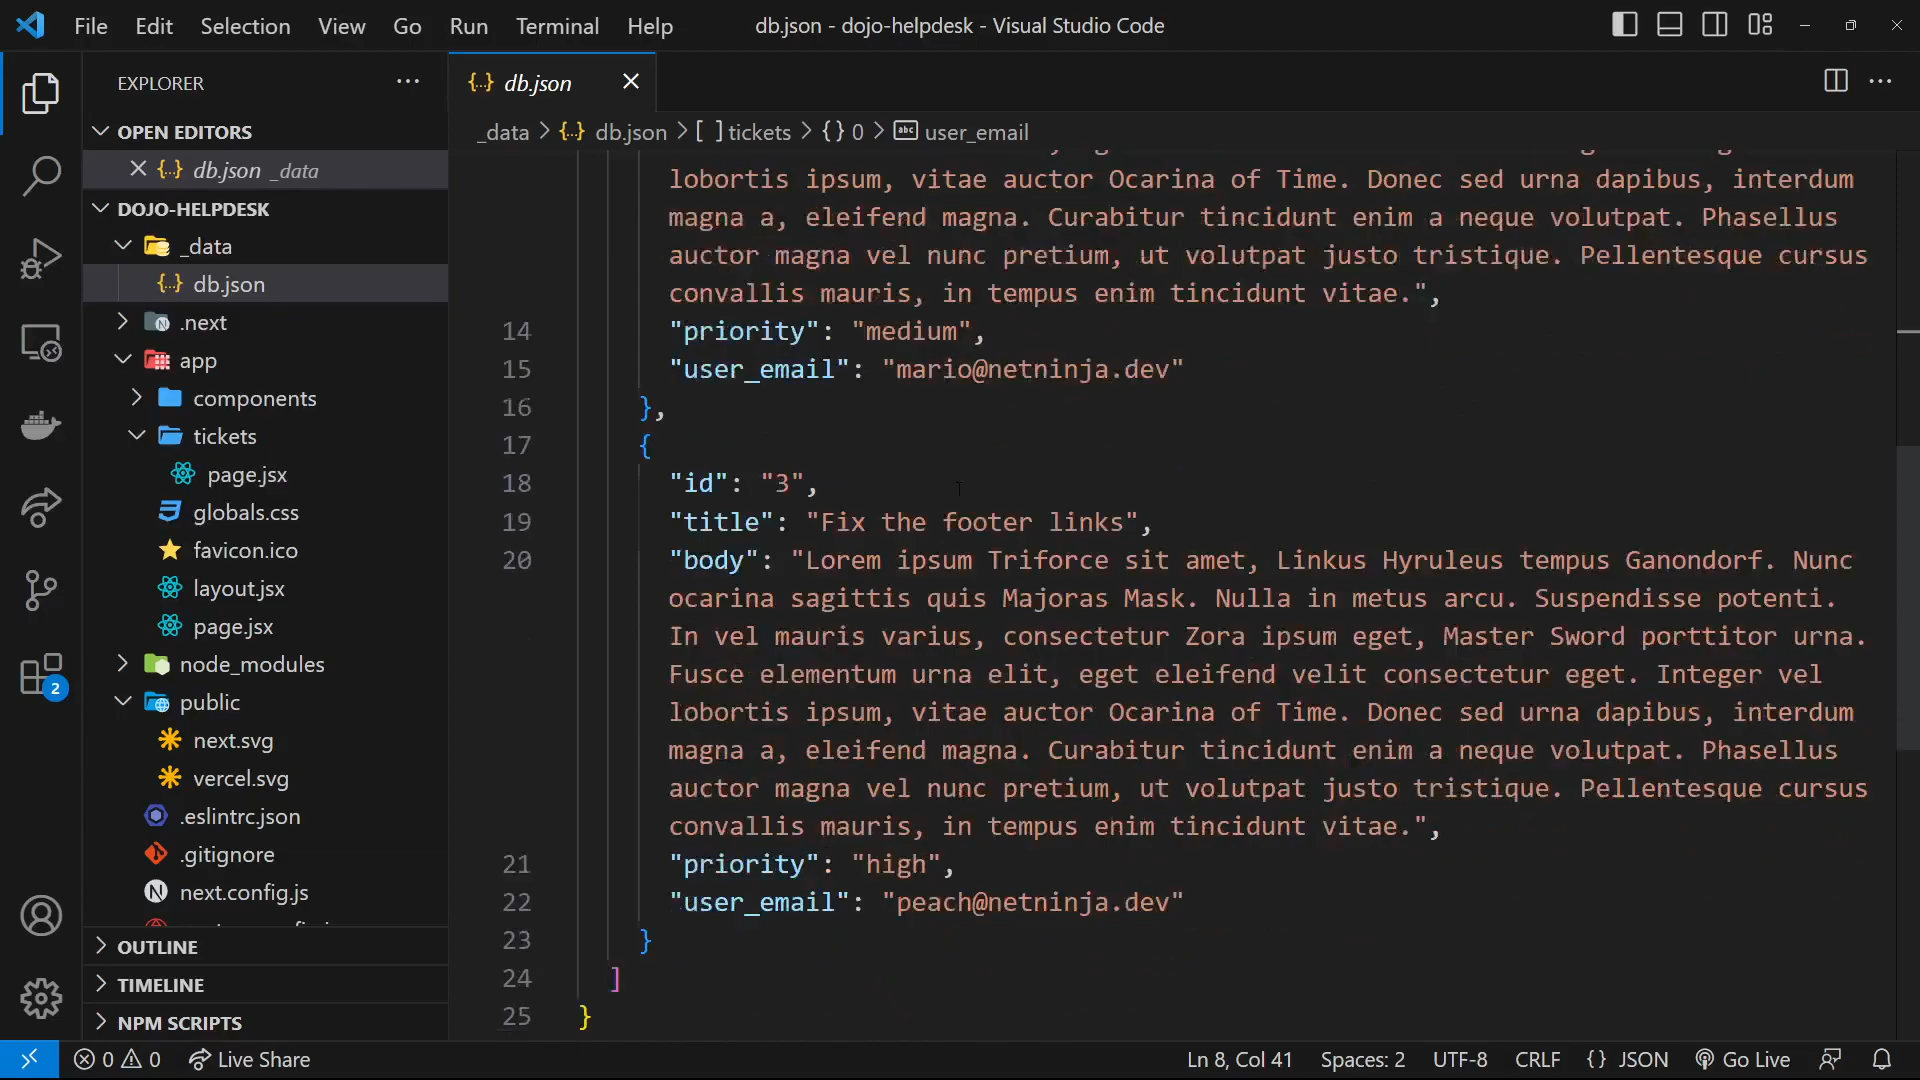 File Edit Selection View Go Run Terminal Help db.json - dojo-helpdesk - Visual Studio Code
EXPLORER
OPEN EDITORS
db.json _data
DOJO-HELPDESK
_data
db.json
.next
app
components
tickets
page.jsx
globals.css
favicon.ico
layout.jsx
page.jsx
node_modules
public
next.svg
vercel.svg
.eslintrc.json
.gitignore
next.config.js
OUTLINE
TIMELINE
NPM SCRIPTS
2
{..} db.json
_data > {..} db.json > [ ] tickets > { } 0 > abc user_email
lobortis ipsum, vitae auctor Ocarina of Time. Donec sed urna dapibus, interdum
magna a, eleifend magna. Curabitur tincidunt enim a neque volutpat. Phasellus
auctor magna vel nunc pretium, ut volutpat justo tristique. Pellentesque cursus
convallis mauris, in tempus enim tincidunt vitae.",
14 "priority": "medium",
15 "user_email": "mario@netninja.dev"
16 },
17 {
18 "id": "3",
19 "title": "Fix the footer links",
20 "body": "Lorem ipsum Triforce sit amet, Linkus Hyruleus tempus Ganondorf. Nunc
ocarina sagittis quis Majoras Mask. Nulla in metus arcu. Suspendisse potenti.
In vel mauris varius, consectetur Zora ipsum eget, Master Sword porttitor urna.
Fusce elementum urna elit, eget eleifend velit consectetur eget. Integer vel
lobortis ipsum, vitae auctor Ocarina of Time. Donec sed urna dapibus, interdum
magna a, eleifend magna. Curabitur tincidunt enim a neque volutpat. Phasellus
auctor magna vel nunc pretium, ut volutpat justo tristique. Pellentesque cursus
convallis mauris, in tempus enim tincidunt vitae.",
21 "priority": "high",
22 "user_email": "peach@netninja.dev"
23 }
24 ]
25 }
0 0 Live Share Ln 8, Col 41 Spaces: 2 UTF-8 CRLF { } JSON Go Live